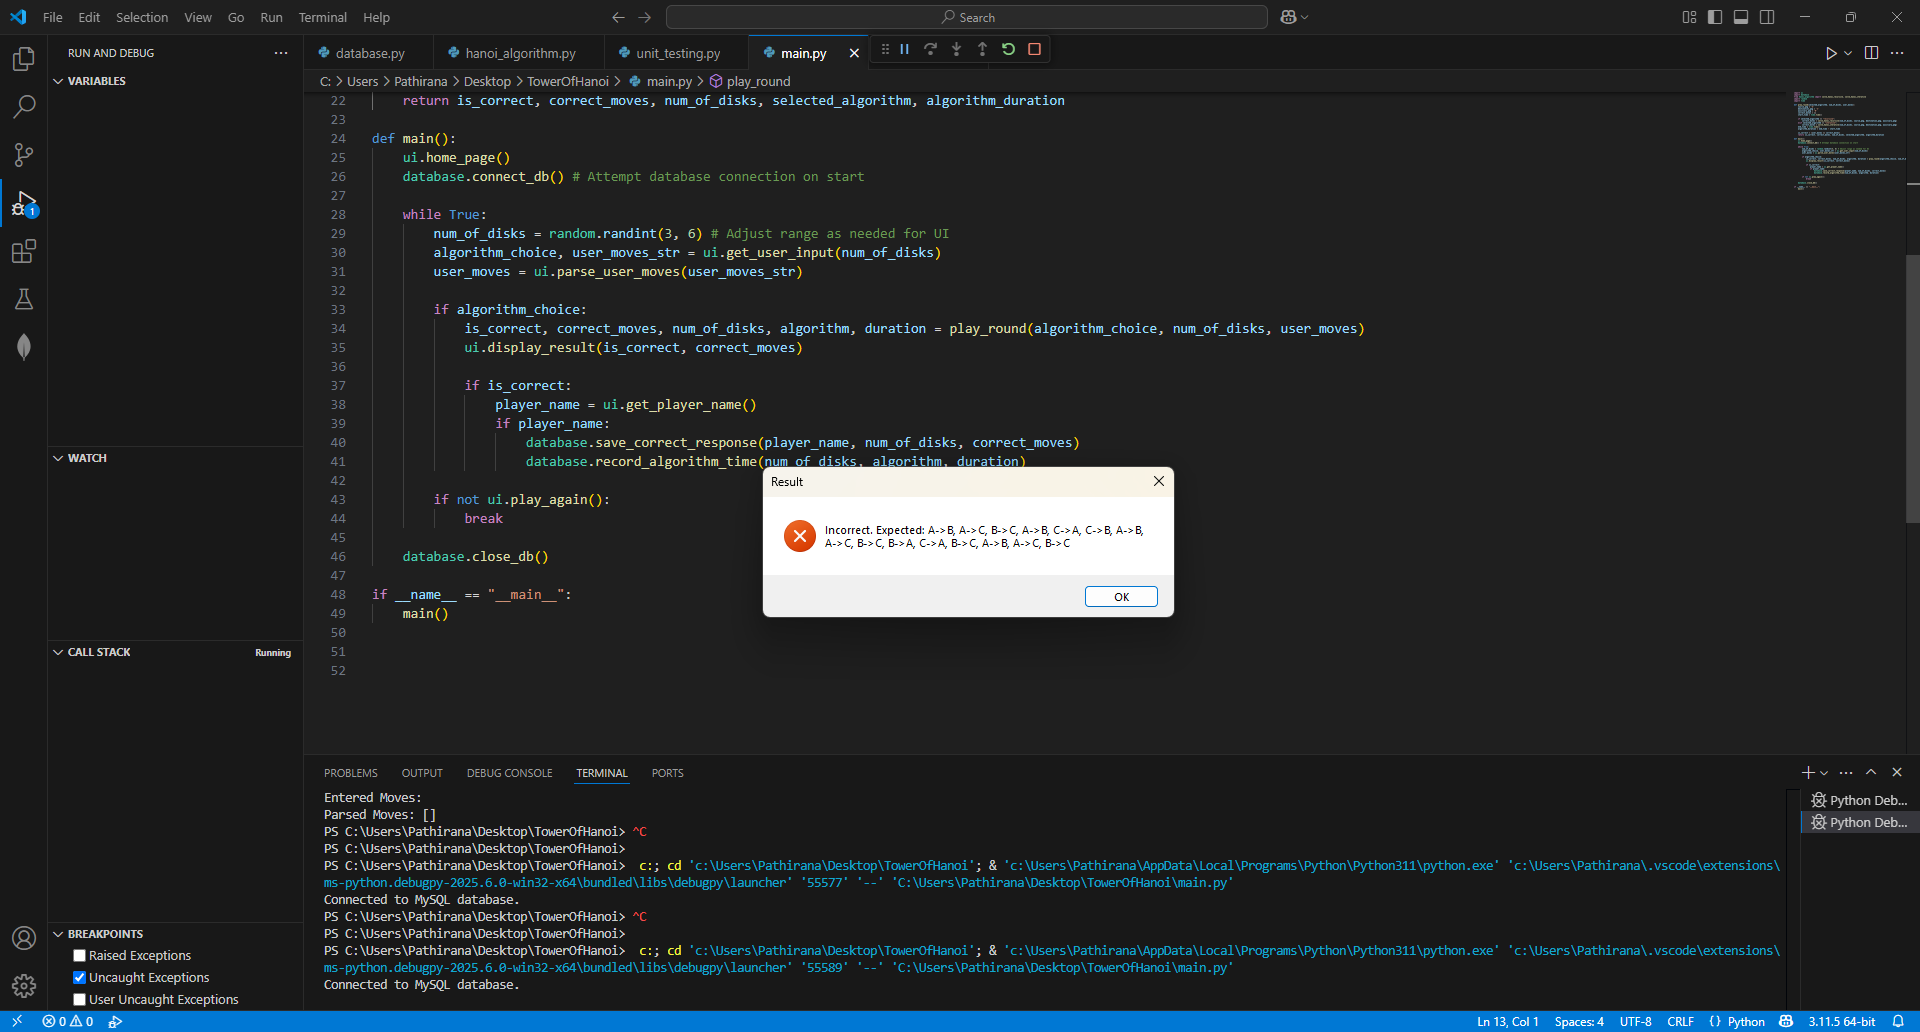 File Edit Selection View Go Run Terminal Help
Search
RUN AND DEBUG
database.py hanoi_algorithm.py unit_testing.py main.py
C: > Users > Pathirana > Desktop > TowerOfHanoi > main.py > play_round
VARIABLES
22 return is_correct, correct_moves, num_of_disks, selected_algorithm, algorithm_duration
23
24 def main():
25 ui.home_page()
26 database.connect_db() # Attempt database connection on start
27
28 while True:
29 num_of_disks = random.randint(3, 6) # Adjust range as needed for UI
30 algorithm_choice, user_moves_str = ui.get_user_input(num_of_disks)
31 user_moves = ui.parse_user_moves(user_moves_str)
32
33 if algorithm_choice:
34 is_correct, correct_moves, num_of_disks, algorithm, duration = play_round(algorithm_choice, num_of_disks, user_moves)
35 ui.display_result(is_correct, correct_moves)
36
37 if is_correct:
38 player_name = ui.get_player_name()
39 if player_name:
40 database.save_correct_response(player_name, num_of_disks, correct_moves)
41 database.record_algorithm_time(num_of_disks, algorithm, duration)
42
43 if not ui.play_again():
44 break
45
46 database.close_db()
47
48 if __name__ == "__main__":
49 main()
50
51
52
Result
Incorrect. Expected: A->B, A->C, B->C, A->B, C->A, C->B, A->B,
A->C, B->C, B->A, C->A, B->C, A->B, A->C, B->C
OK
WATCH
CALL STACK Running
BREAKPOINTS
Raised Exceptions
Uncaught Exceptions
User Uncaught Exceptions
1
PROBLEMS OUTPUT DEBUG CONSOLE TERMINAL PORTS
Entered Moves:
Parsed Moves: []
PS C:\Users\Pathirana\Desktop\TowerOfHanoi> ^C
PS C:\Users\Pathirana\Desktop\TowerOfHanoi>
PS C:\Users\Pathirana\Desktop\TowerOfHanoi> c:; cd 'c:\Users\Pathirana\Desktop\TowerOfHanoi'; & 'c:\Users\Pathirana\AppData\Local\Programs\Python\Python311\python.exe' 'c:\Users\Pathirana\.vscode\extensions\
ms-python.debugpy-2025.6.0-win32-x64\bundled\libs\debugpy\launcher' '55577' '--' 'C:\Users\Pathirana\Desktop\TowerOfHanoi\main.py'
Connected to MySQL database.
PS C:\Users\Pathirana\Desktop\TowerOfHanoi> ^C
PS C:\Users\Pathirana\Desktop\TowerOfHanoi>
PS C:\Users\Pathirana\Desktop\TowerOfHanoi> c:; cd 'c:\Users\Pathirana\Desktop\TowerOfHanoi'; & 'c:\Users\Pathirana\AppData\Local\Programs\Python\Python311\python.exe' 'c:\Users\Pathirana\.vscode\extensions\
ms-python.debugpy-2025.6.0-win32-x64\bundled\libs\debugpy\launcher' '55589' '--' 'C:\Users\Pathirana\Desktop\TowerOfHanoi\main.py'
Connected to MySQL database.
Python Deb...
Python Deb...
0 0
Ln 13, Col 1 Spaces: 4 UTF-8 CRLF {} Python 3.11.5 64-bit